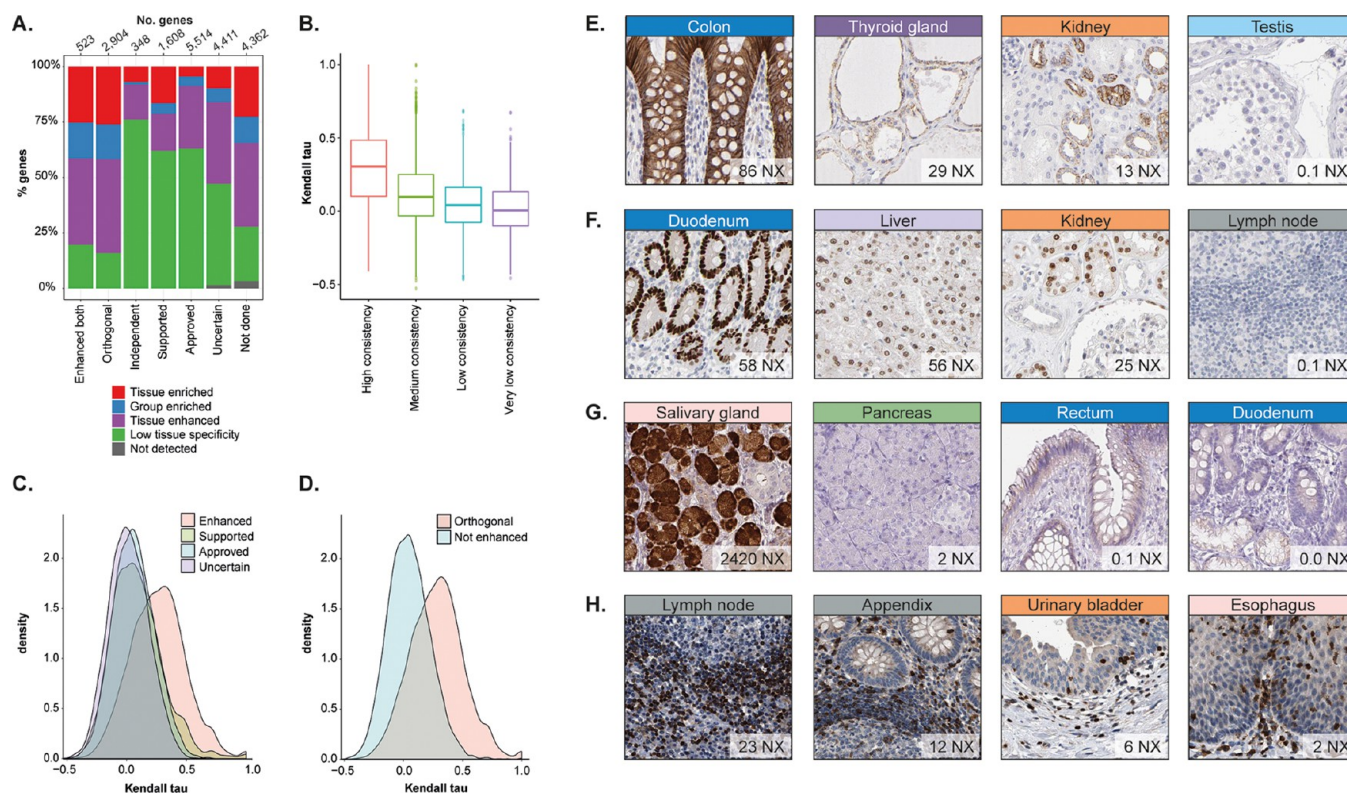 A.
No. genes
523
2,904
348
1,608
5,514
4,411
4,362
100%
75%
50%
25%
0%
% genes
Enhanced both
Orthogonal
Independent
Supported
Approved
Uncertain
Not done
Tissue enriched
Group enriched
Tissue enhanced
Low tissue specificity
Not detected
B.
1.0
0.5
0.0
−0.5
Kendall tau
High consistency
Medium consistency
Low consistency
Very low consistency
C.
Enhanced
Supported
Approved
Uncertain
2.0
1.5
1.0
0.5
0.0
density
−0.5
0.0
0.5
1.0
Kendall tau
D.
Orthogonal
Not enhanced
2.0
1.5
1.0
0.5
0.0
density
−0.5
0.0
0.5
1.0
Kendall tau
E.
Colon
Thyroid gland
Kidney
Testis
86 NX
29 NX
13 NX
0.1 NX
F.
Duodenum
Liver
Kidney
Lymph node
58 NX
56 NX
25 NX
0.1 NX
G.
Salivary gland
Pancreas
Rectum
Duodenum
2420 NX
2 NX
0.1 NX
0.0 NX
H.
Lymph node
Appendix
Urinary bladder
Esophagus
23 NX
12 NX
6 NX
2 NX